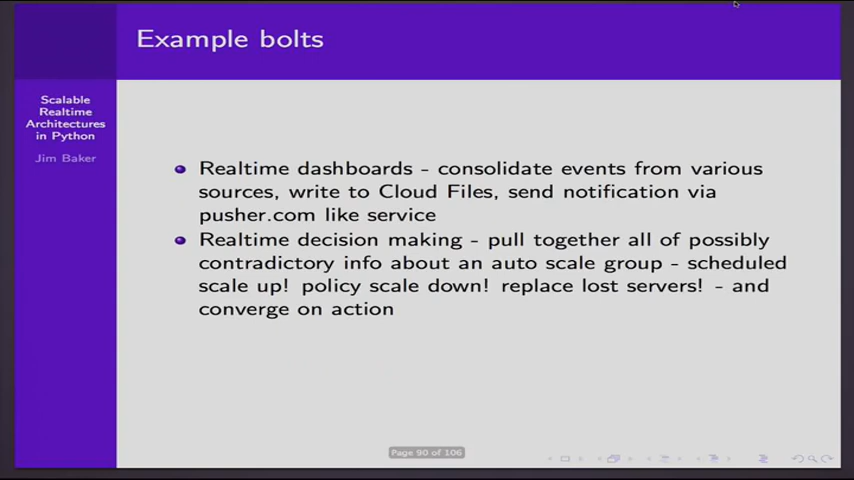 Example bolts
Scalable
Realtime
Architectures
in Python
Jim Baker
Realtime dashboards - consolidate events from various
sources, write to Cloud Files, send notification via
pusher.com like service
Realtime decision making - pull together all of possibly
contradictory info about an auto scale group - scheduled
scale up! policy scale down! replace lost servers! - and
converge on action
Page 90 of 106